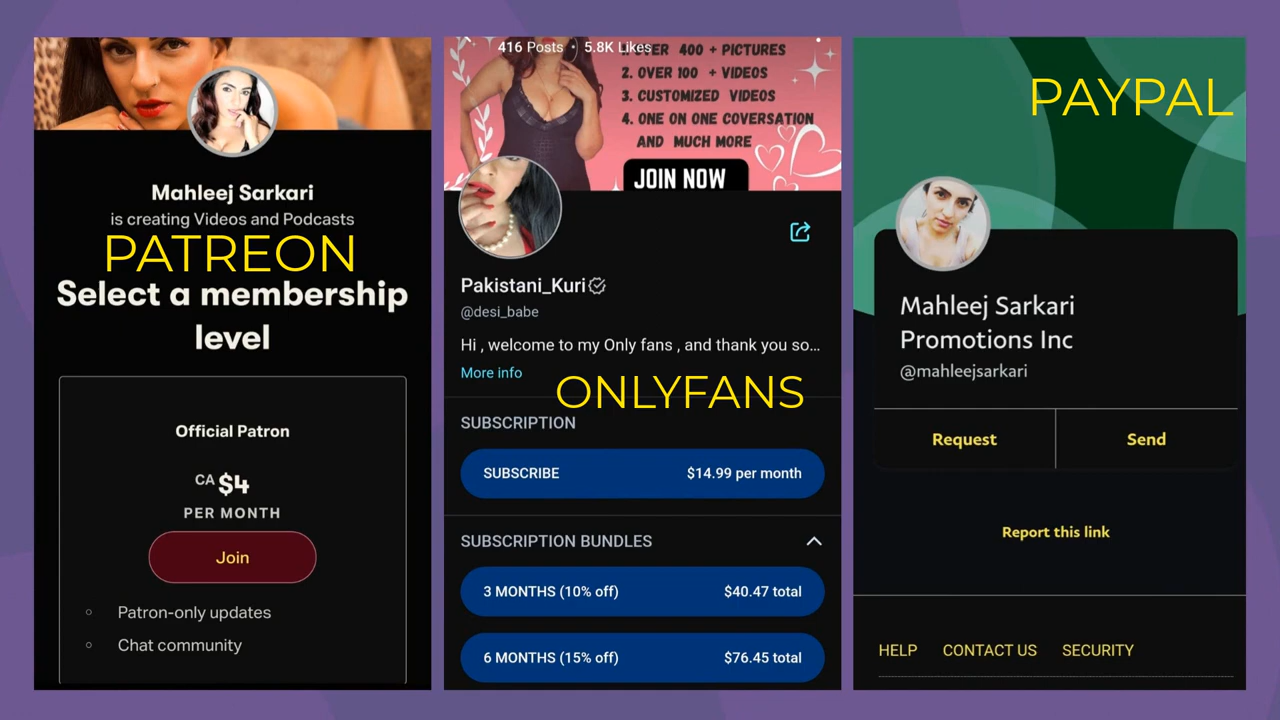 Mahleej Sarkari
is creating Videos and Podcasts
PATREON
Select a membership
level
Official Patron
CA $4
PER MONTH
Join
Patron-only updates
Chat community
416 Posts • 5.8K Likes
1. OVER 400 + PICTURES
2. OVER 100 + VIDEOS
3. CUSTOMIZED VIDEOS
4. ONE ON ONE COVERSATION
AND MUCH MORE
JOIN NOW
Pakistani_Kuri
@desi_babe
Hi , welcome to my Only fans , and thank you so...
More info
ONLYFANS
SUBSCRIPTION
SUBSCRIBE $14.99 per month
SUBSCRIPTION BUNDLES
3 MONTHS (10% off) $40.47 total
6 MONTHS (15% off) $76.45 total
PAYPAL
Mahleej Sarkari
Promotions Inc
@mahleejsarkari
Request Send
Report this link
HELP CONTACT US SECURITY